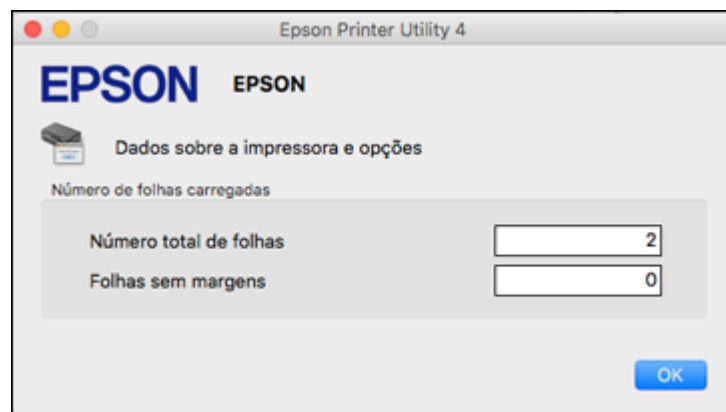 Epson Printer Utility 4
EPSON EPSON
Dados sobre a impressora e opções
Número de folhas carregadas
Número total de folhas 2
Folhas sem margens 0
OK